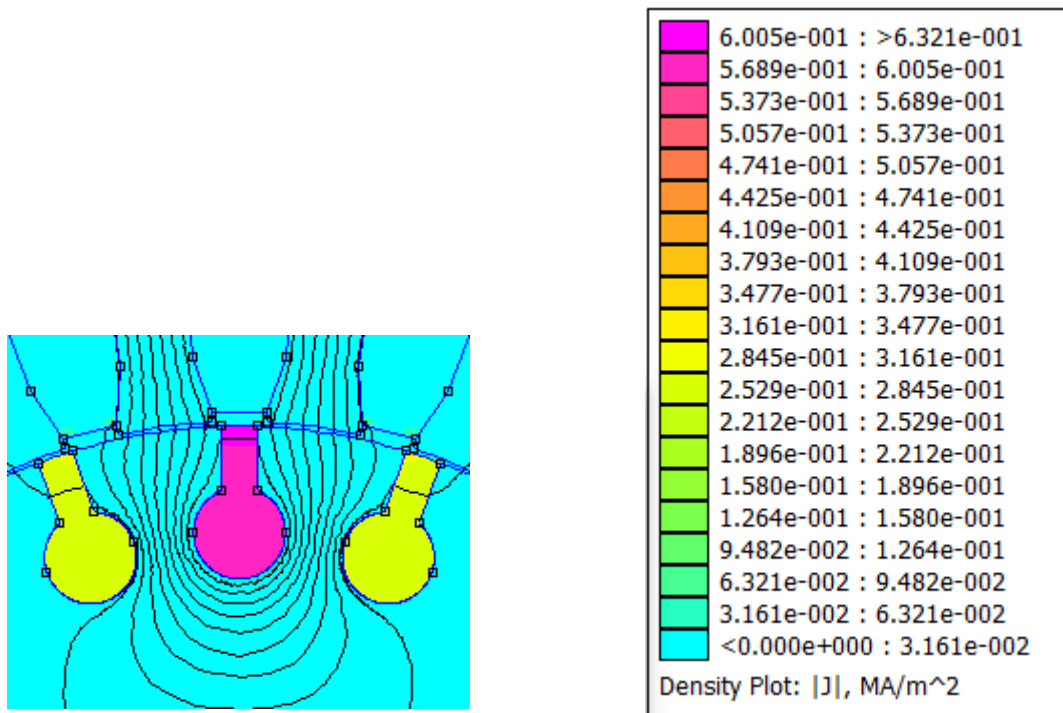 6.005e-001 : >6.321e-001
5.689e-001 : 6.005e-001
5.373e-001 : 5.689e-001
5.057e-001 : 5.373e-001
4.741e-001 : 5.057e-001
4.425e-001 : 4.741e-001
4.109e-001 : 4.425e-001
3.793e-001 : 4.109e-001
3.477e-001 : 3.793e-001
3.161e-001 : 3.477e-001
2.845e-001 : 3.161e-001
2.529e-001 : 2.845e-001
2.212e-001 : 2.529e-001
1.896e-001 : 2.212e-001
1.580e-001 : 1.896e-001
1.264e-001 : 1.580e-001
9.482e-002 : 1.264e-001
6.321e-002 : 9.482e-002
3.161e-002 : 6.321e-002
<0.000e+000 : 3.161e-002
Density Plot: |J|, MA/m^2